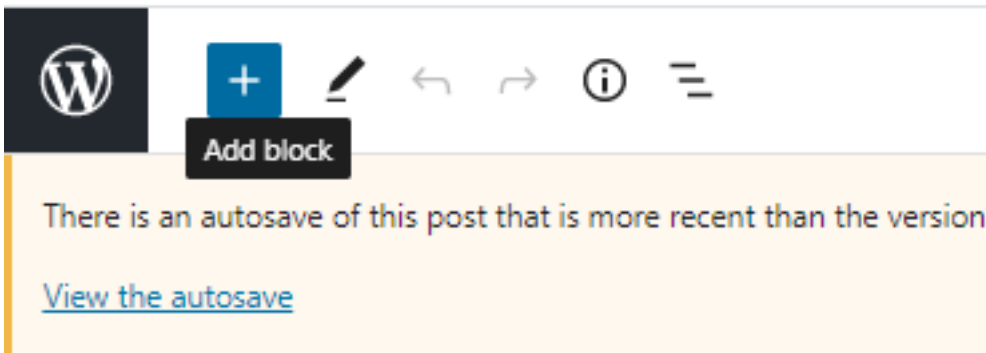 Add block
There is an autosave of this post that is more recent than the version
View the autosave